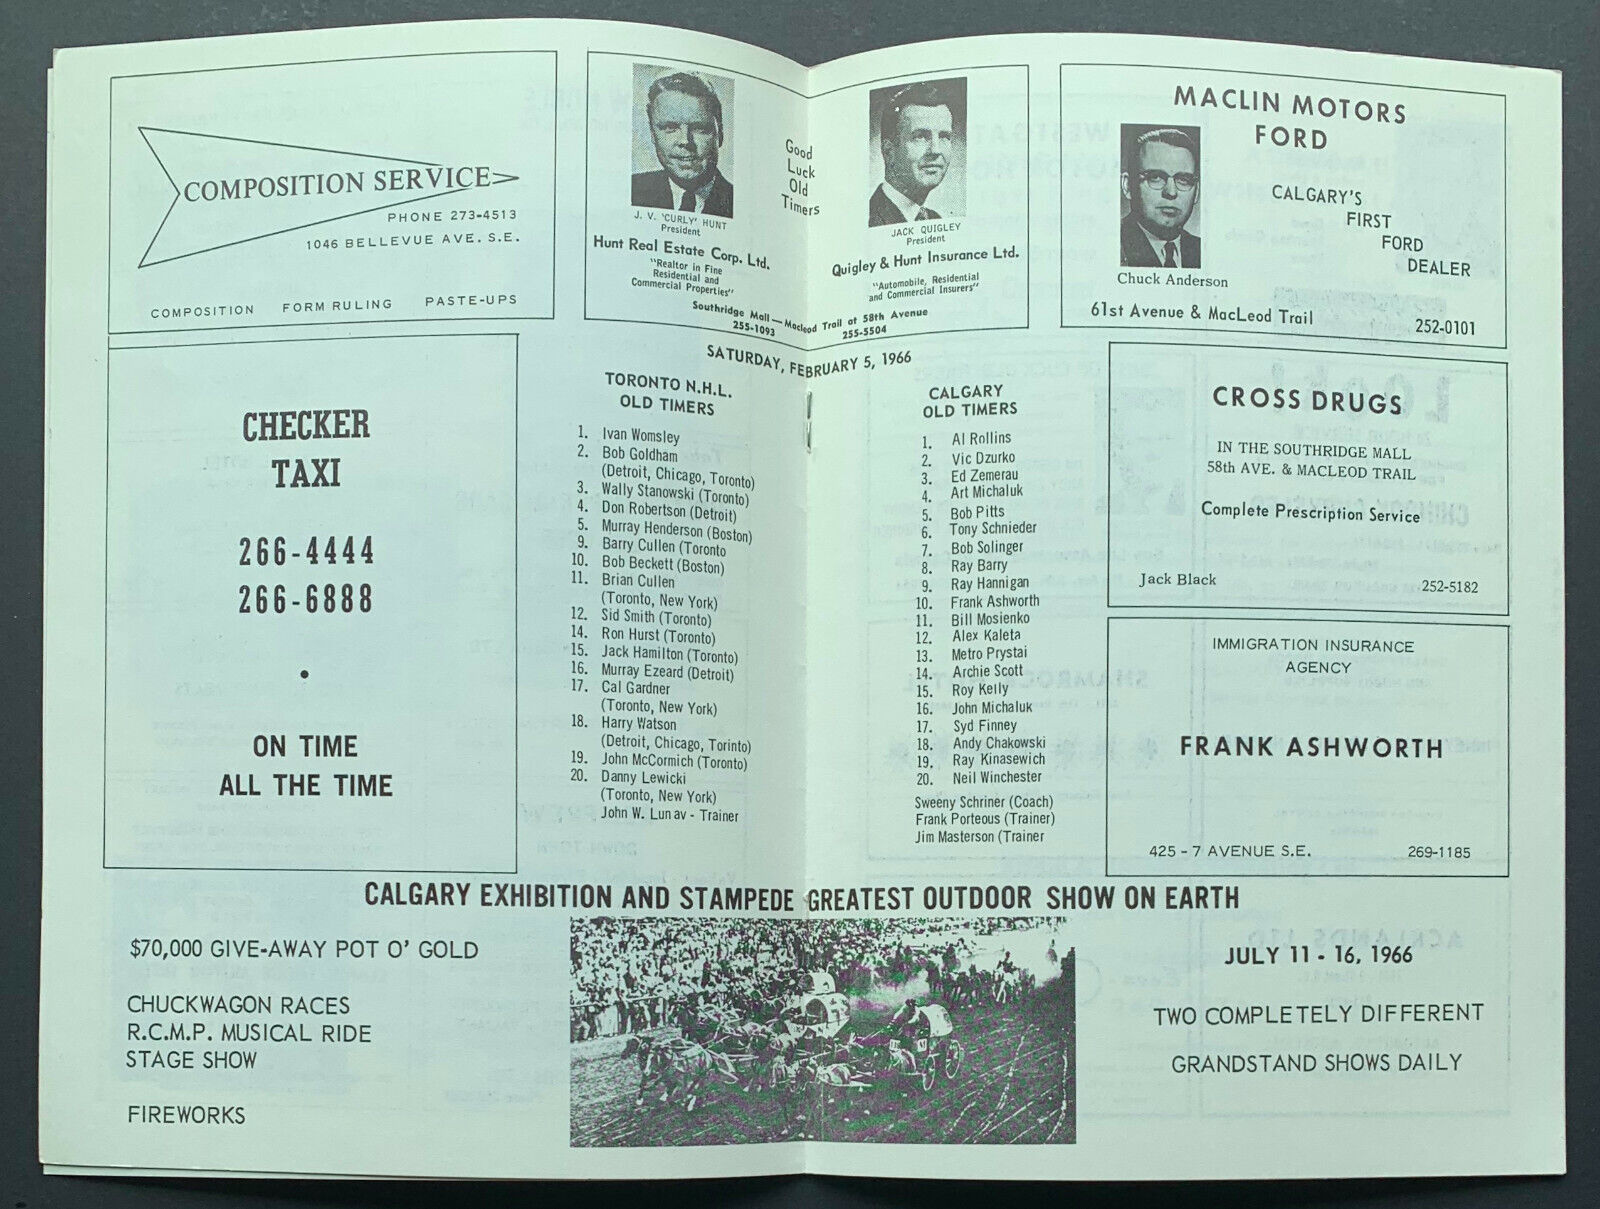 COMPOSITION SERVICE
PHONE 273-4513
1046 BELLEVUE AVE. S.E.
COMPOSITION FORM RULING PASTE-UPS
J. V. 'CURLY' HUNT
President
Hunt Real Estate Corp. Ltd.
"Realtor in Fine
Residential and
Commercial Properties"
Good
Luck
Old
Timers
JACK QUIGLEY
President
Quigley & Hunt Insurance Ltd.
"Automobile, Residential
and Commercial Insurers"
Southridge Mall — Macleod Trail at 58th Avenue
255-1093 255-5504
MACLIN MOTORS
FORD
CALGARY'S
FIRST
FORD
DEALER
Chuck Anderson
61st Avenue & MacLeod Trail 252-0101
CHECKER
TAXI
266-4444
266-6888
•
ON TIME
ALL THE TIME
SATURDAY, FEBRUARY 5, 1966
TORONTO N.H.L.
OLD TIMERS
1. Ivan Womsley
2. Bob Goldham
(Detroit, Chicago, Toronto)
3. Wally Stanowski (Toronto)
4. Don Robertson (Detroit)
5. Murray Henderson (Boston)
9. Barry Cullen (Toronto
10. Bob Beckett (Boston)
11. Brian Cullen
(Toronto, New York)
12. Sid Smith (Toronto)
14. Ron Hurst (Toronto)
15. Jack Hamilton (Toronto)
16. Murray Ezeard (Detroit)
17. Cal Gardner
(Toronto, New York)
18. Harry Watson
(Detroit, Chicago, Torinto)
19. John McCormich (Toronto)
20. Danny Lewicki
(Toronto, New York)
John W. Lunav - Trainer
CALGARY
OLD TIMERS
1. Al Rollins
2. Vic Dzurko
3. Ed Zemerau
4. Art Michaluk
5. Bob Pitts
6. Tony Schnieder
7. Bob Solinger
8. Ray Barry
9. Ray Hannigan
10. Frank Ashworth
11. Bill Mosienko
12. Alex Kaleta
13. Metro Prystai
14. Archie Scott
15. Roy Kelly
16. John Michaluk
17. Syd Finney
18. Andy Chakowski
19. Ray Kinasewich
20. Neil Winchester
Sweeny Schriner (Coach)
Frank Porteous (Trainer)
Jim Masterson (Trainer
CROSS DRUGS
IN THE SOUTHRIDGE MALL
58th AVE. & MACLEOD TRAIL
Complete Prescription Service
Jack Black 252-5182
IMMIGRATION INSURANCE
AGENCY
FRANK ASHWORTH
425 - 7 AVENUE S.E. 269-1185
CALGARY EXHIBITION AND STAMPEDE GREATEST OUTDOOR SHOW ON EARTH
$70,000 GIVE-AWAY POT O' GOLD
CHUCKWAGON RACES
R.C.M.P. MUSICAL RIDE
STAGE SHOW
FIREWORKS
JULY 11 - 16, 1966
TWO COMPLETELY DIFFERENT
GRANDSTAND SHOWS DAILY